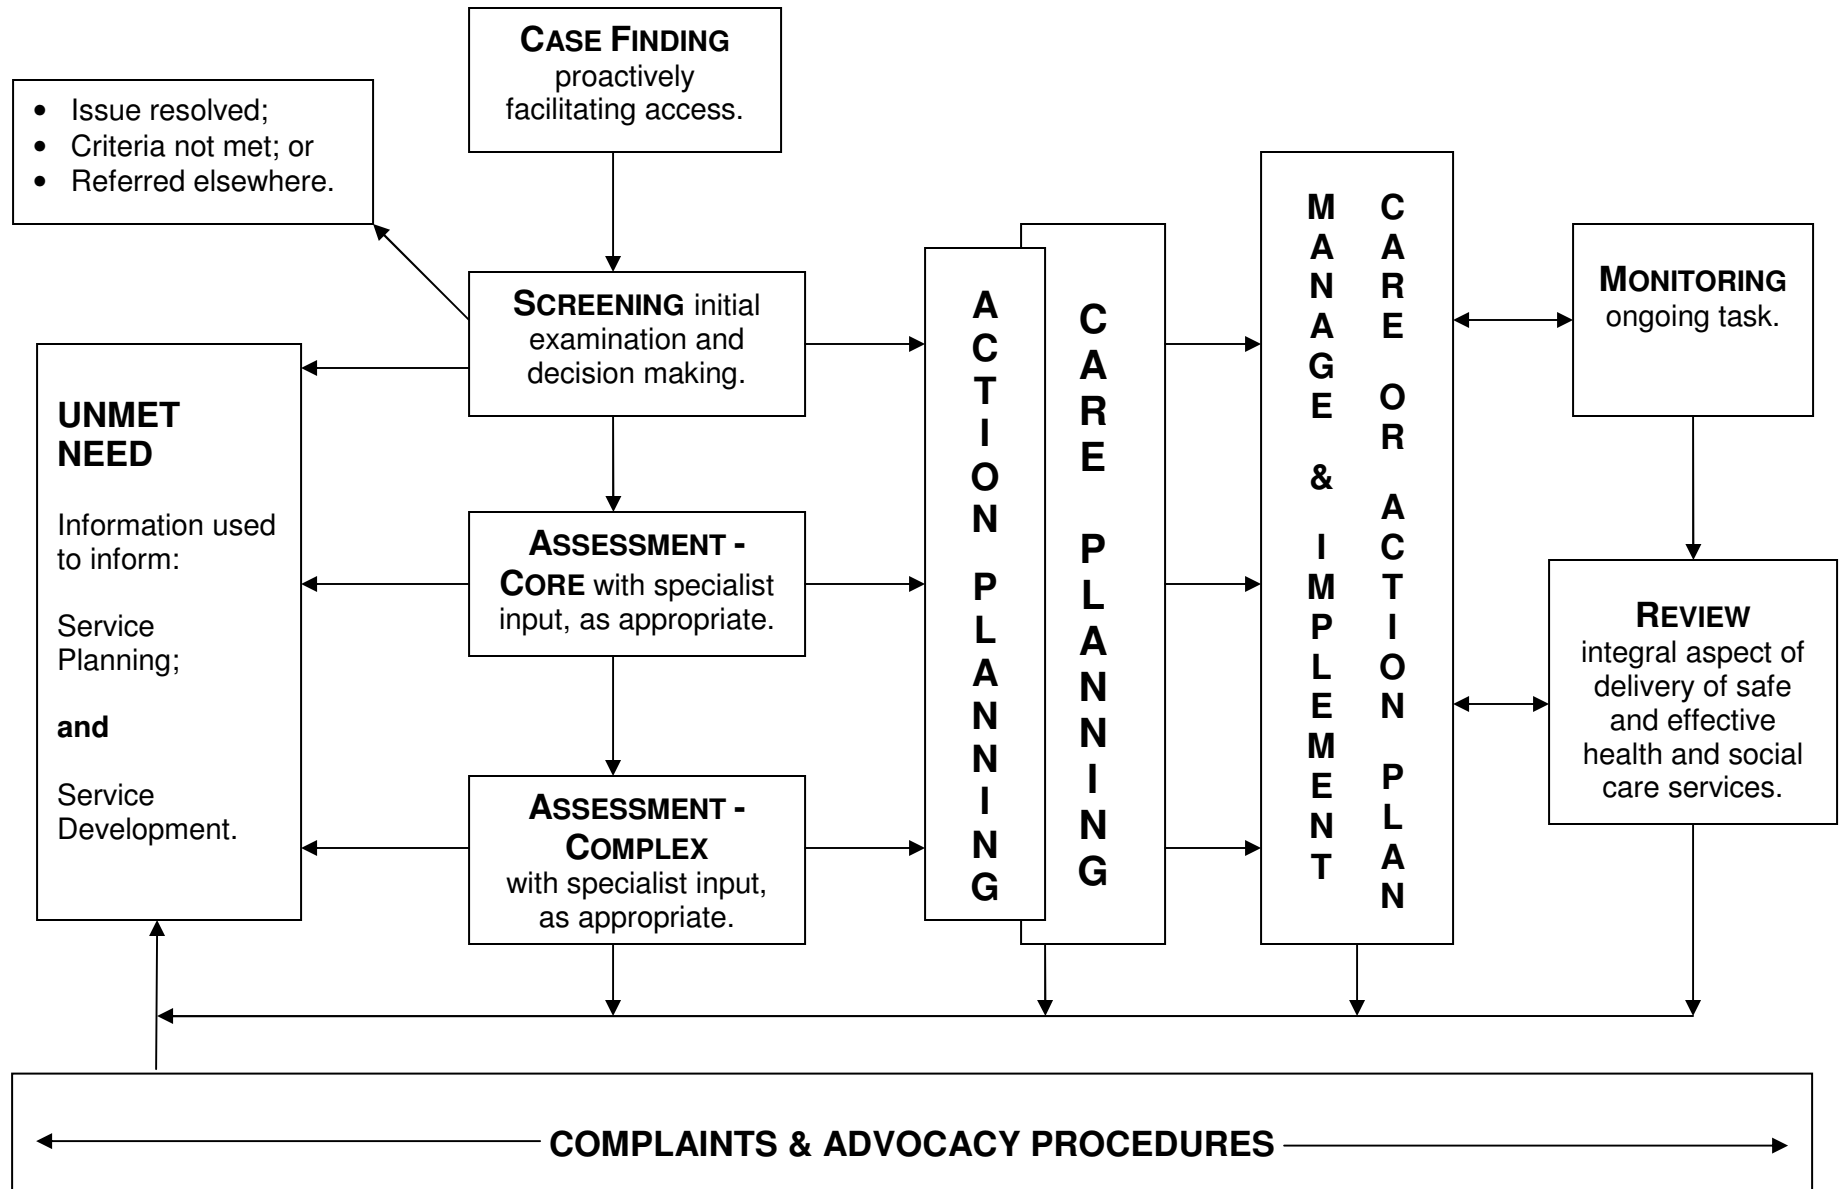 CASE FINDING
proactively
facilitating access.
• Issue resolved;
• Criteria not met; or
• Referred elsewhere.
SCREENING initial
examination and
decision making.
UNMET
NEED
Information used
to inform:
Service
Planning;
and
Service
Development.
ASSESSMENT -
CORE with specialist
input, as appropriate.
ASSESSMENT -
COMPLEX
with specialist input,
as appropriate.
ACTION PLANNING
CARE PLANNING
MANAGE & IMPLEMENT
CARE OR ACTION PLAN
MONITORING
ongoing task.
REVIEW
integral aspect of
delivery of safe
and effective
health and social
care services.
COMPLAINTS & ADVOCACY PROCEDURES